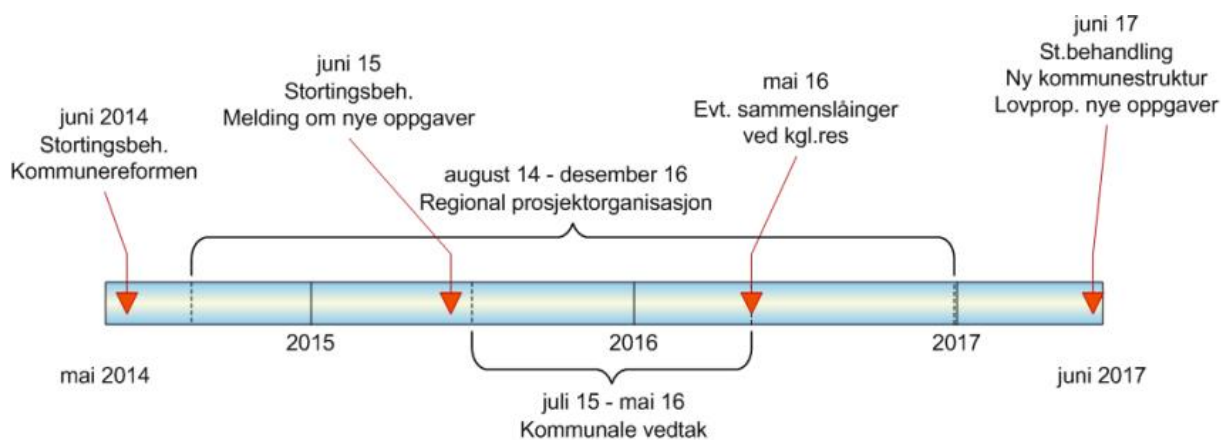 juni 17
St.behandling
Ny kommunestruktur
Lovprop. nye oppgaver
juni 15
Stortingsbeh.
Melding om nye oppgaver
mai 16
Evt. sammenslåinger
ved kgl.res
juni 2014
Stortingsbeh.
Kommunereformen
august 14 - desember 16
Regional prosjektorganisasjon
2015
2016
2017
mai 2014
juni 2017
juli 15 - mai 16
Kommunale vedtak